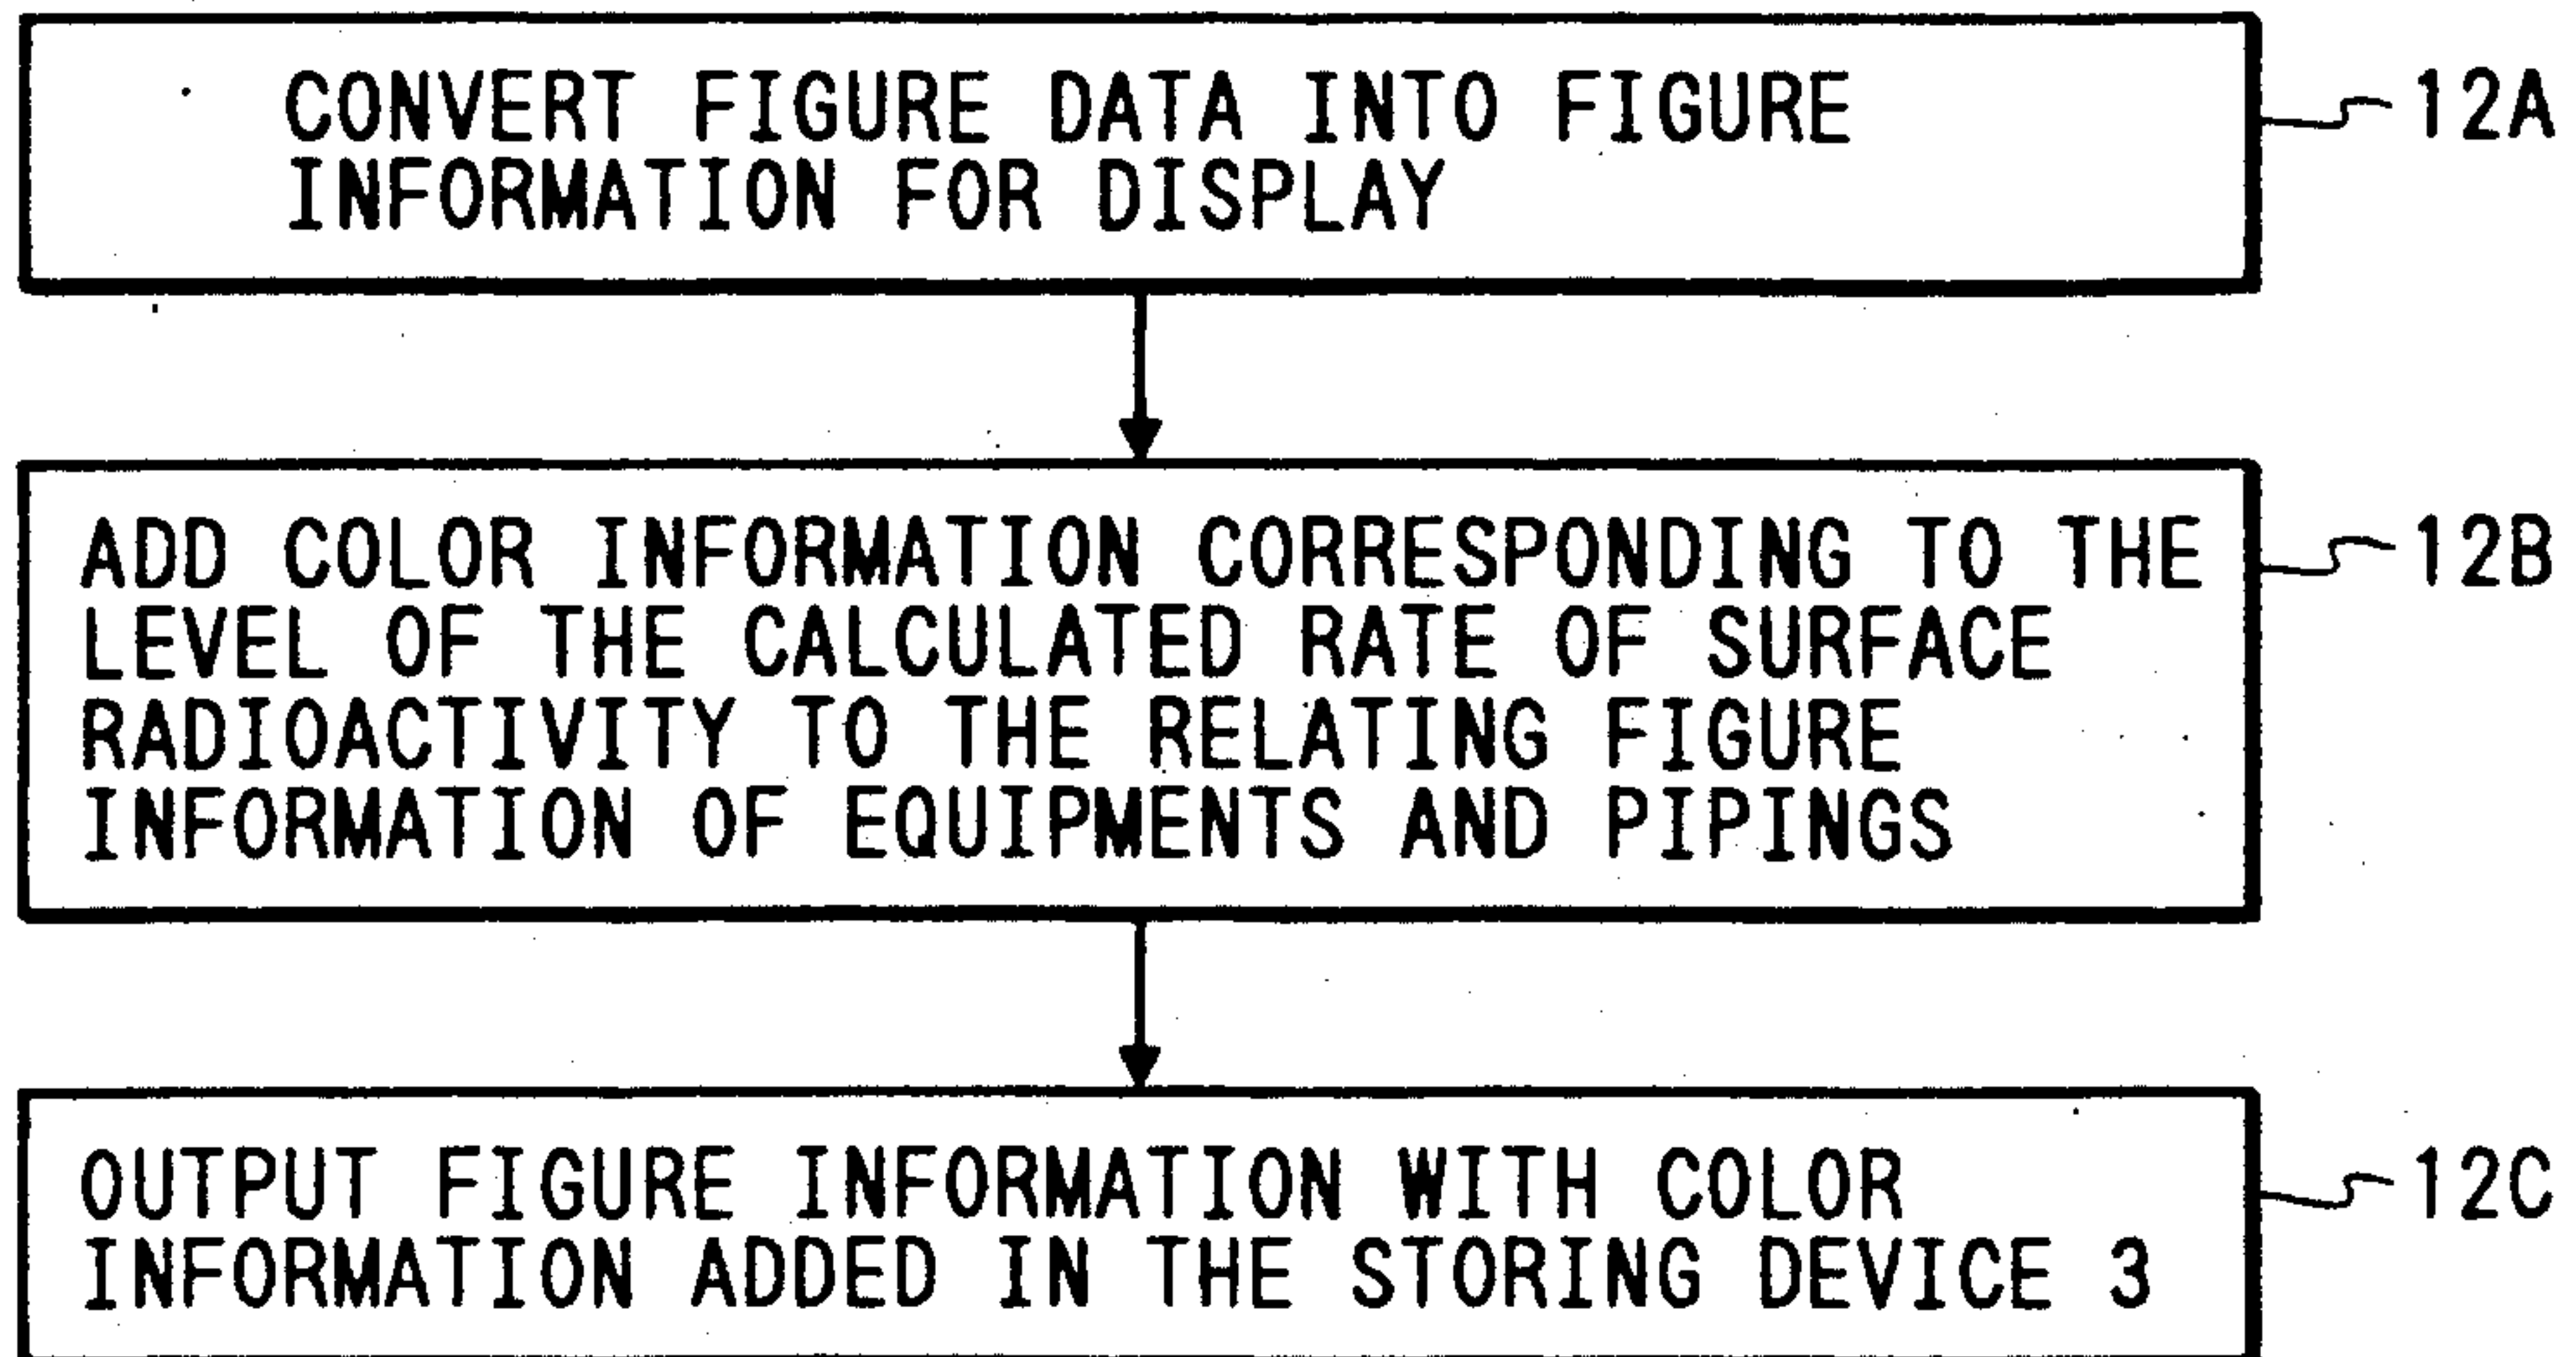 CONVERT FIGURE DATA INTO FIGURE
INFORMATION FOR DISPLAY
12A
ADD COLOR INFORMATION CORRESPONDING TO THE
LEVEL OF THE CALCULATED RATE OF SURFACE
RADIOACTIVITY TO THE RELATING FIGURE
INFORMATION OF EQUIPMENTS AND PIPINGS
12B
OUTPUT FIGURE INFORMATION WITH COLOR
INFORMATION ADDED IN THE STORING DEVICE 3
12C